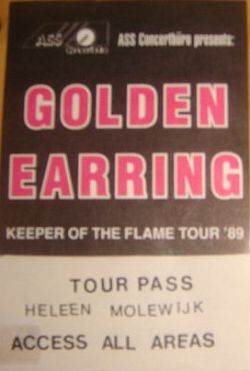 ASS
ASS Concertbüro presents:
GOLDEN
EARRING
KEEPER OF THE FLAME TOUR '89
TOUR PASS
HELEEN MOLEWIJK
ACCESS ALL AREAS